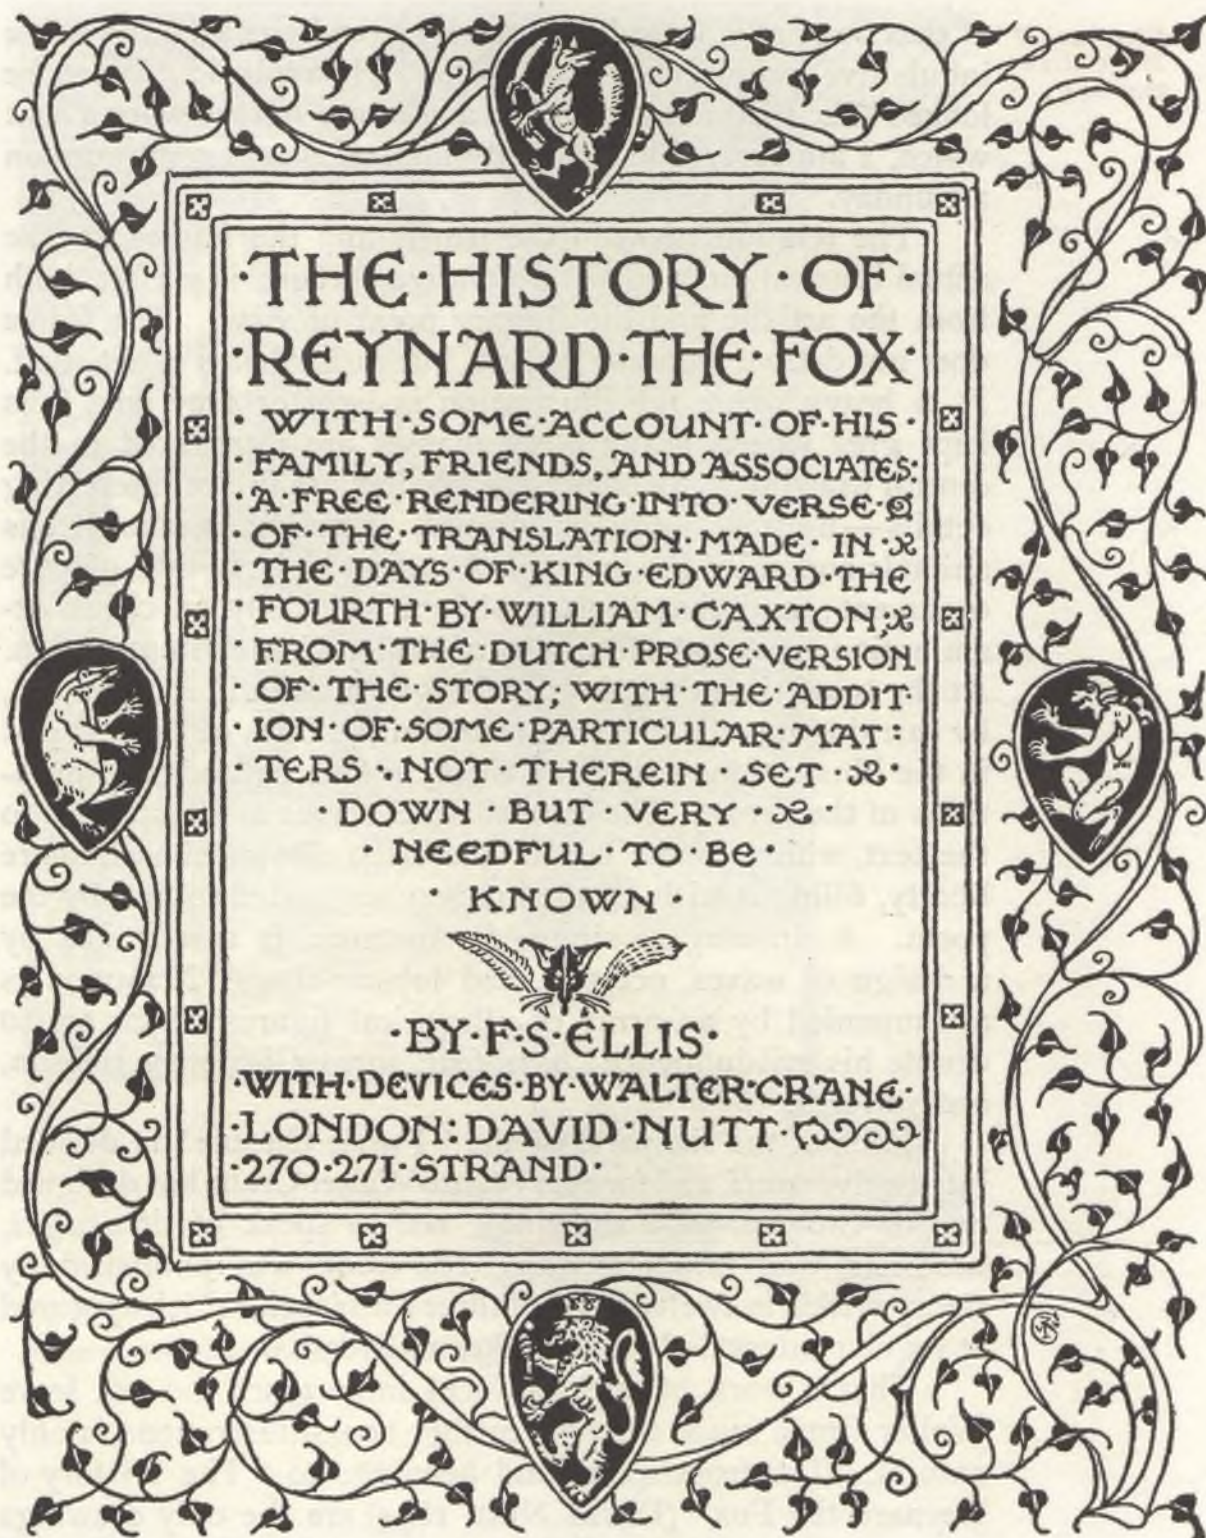 ·THE·HISTORY·OF·
·REYNARD·THE·FOX·
·WITH·SOME·ACCOUNT·OF·HIS·
·FAMILY, FRIENDS, AND ASSOCIATES:
·A·FREE·RENDERING·INTO·VERSE·
·OF·THE·TRANSLATION·MADE·IN·
·THE·DAYS·OF·KING·EDWARD·THE
·FOURTH·BY·WILLIAM·CAXTON;
·FROM·THE·DUTCH·PROSE·VERSION
·OF·THE·STORY; WITH·THE·ADDIT·
·ION·OF·SOME·PARTICULAR·MAT:
·TERS·NOT·THEREIN·SET·
·DOWN·BUT·VERY·
·NEEDFUL·TO·BE·
·KNOWN·
·BY·F·S·ELLIS·
·WITH·DEVICES·BY·WALTER·CRANE·
·LONDON: DAVID·NUTT·
·270·271·STRAND·